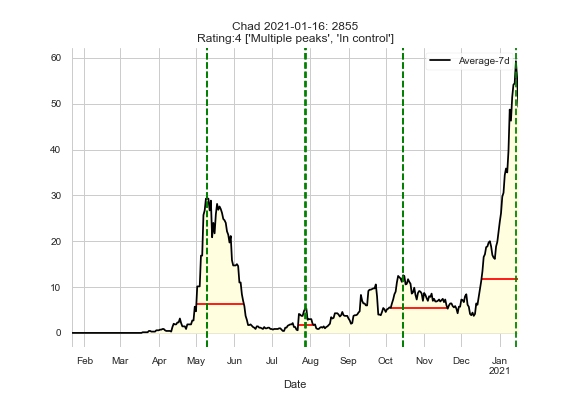 Chad 2021-01-16: 2855
Rating:4 ['Multiple peaks', 'In control']
Average-7d
60
50
40
30
20
10
0
Feb Mar Apr May Jun Jul Aug Sep Oct Nov Dec Jan
2021
Date